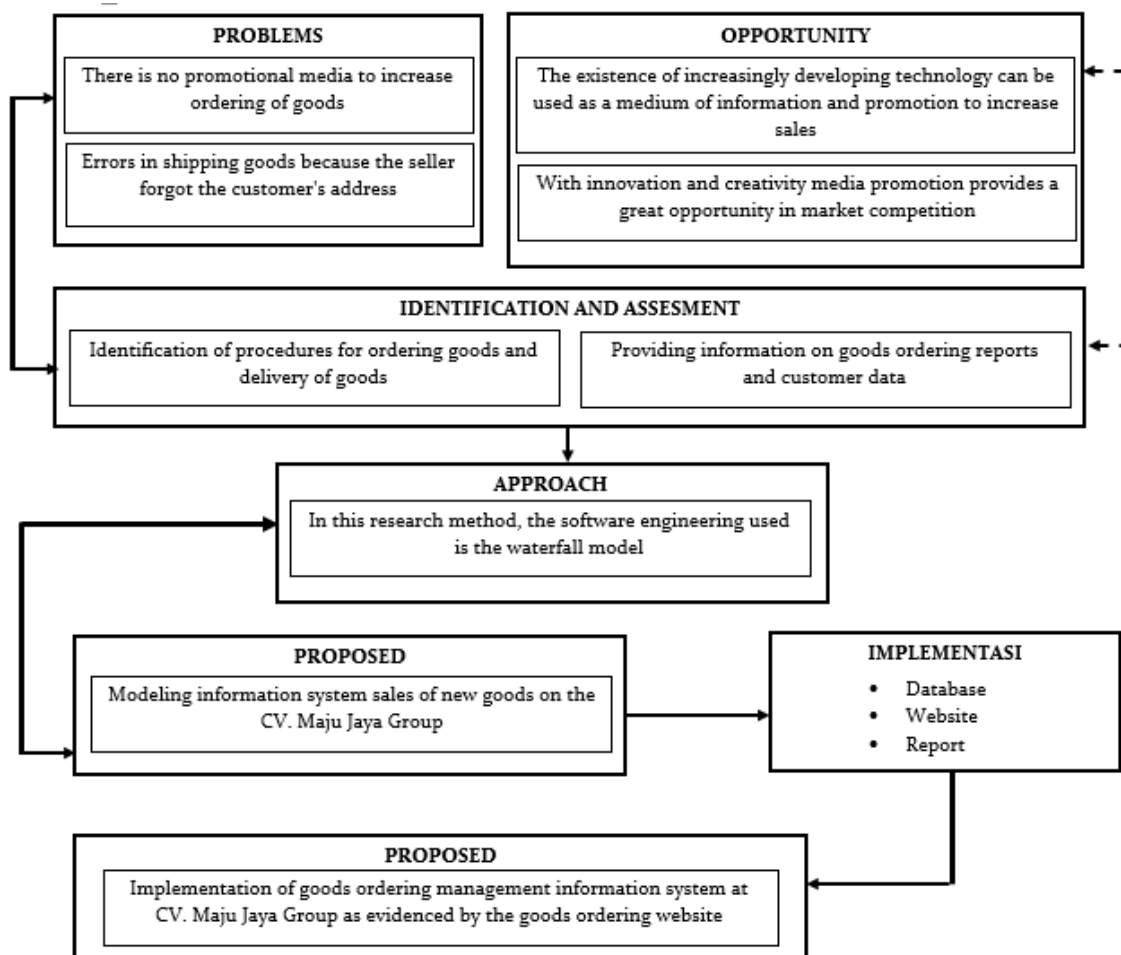 PROBLEMS
There is no promotional media to increase
ordering of goods
Errors in shipping goods because the seller
forgot the customer's address
OPPORTUNITY
The existence of increasingly developing technology can be
used as a medium of information and promotion to increase
sales
With innovation and creativity media promotion provides a
great opportunity in market competition
IDENTIFICATION AND ASSESMENT
Identification of procedures for ordering goods and
delivery of goods
Providing information on goods ordering reports
and customer data
APPROACH
In this research method, the software engineering used
is the waterfall model
PROPOSED
Modeling information system sales of new goods on the
CV. Maju Jaya Group
IMPLEMENTASI
• Database
• Website
• Report
PROPOSED
Implementation of goods ordering management information system at
CV. Maju Jaya Group as evidenced by the goods ordering website